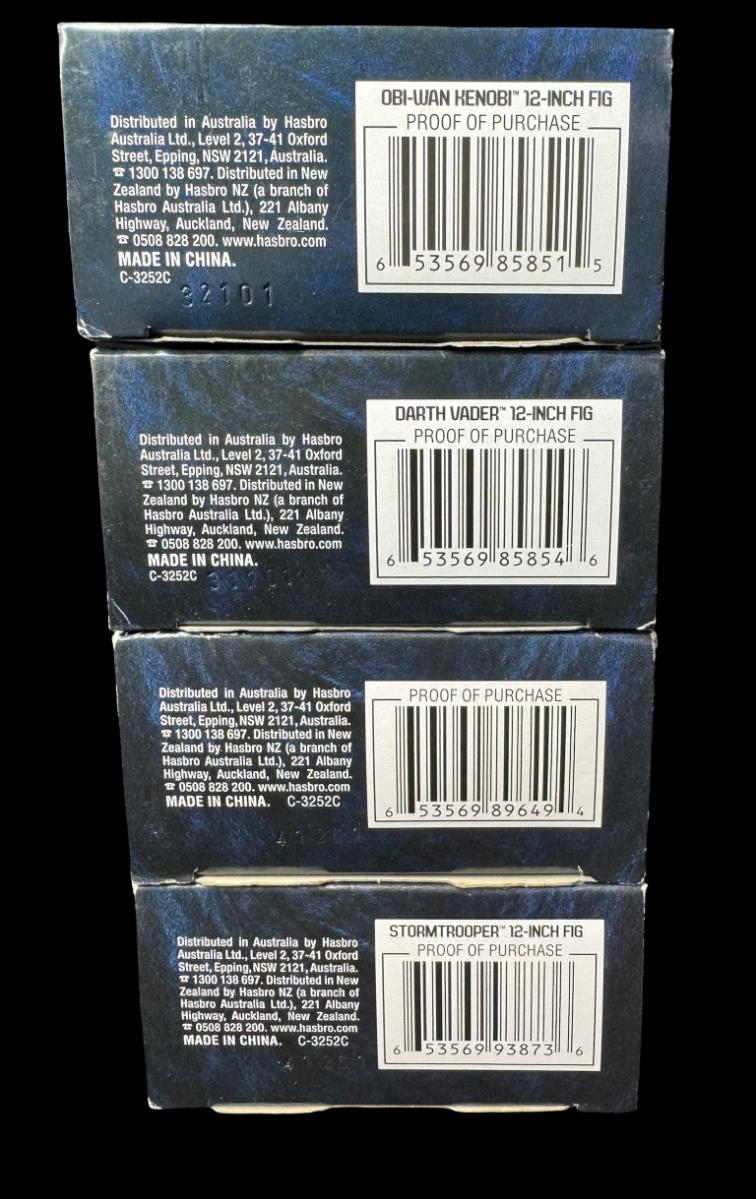 OBI-WAN KENOBI™ 12-INCH FIG
PROOF OF PURCHASE
6 53569 85851 5
Distributed in Australia by Hasbro
Australia Ltd., Level 2, 37-41 Oxford
Street, Epping, NSW 2121, Australia.
☎ 1300 138 697. Distributed in New
Zealand by Hasbro NZ (a branch of
Hasbro Australia Ltd.), 221 Albany
Highway, Auckland, New Zealand.
☎ 0508 828 200. www.hasbro.com
MADE IN CHINA.
C-3252C
32101
DARTH VADER™ 12-INCH FIG
PROOF OF PURCHASE
6 53569 85854 6
Distributed in Australia by Hasbro
Australia Ltd., Level 2, 37-41 Oxford
Street, Epping, NSW 2121, Australia.
☎ 1300 138 697. Distributed in New
Zealand by Hasbro NZ (a branch of
Hasbro Australia Ltd.), 221 Albany
Highway, Auckland, New Zealand.
☎ 0508 828 200. www.hasbro.com
MADE IN CHINA.
C-3252C
PROOF OF PURCHASE
6 53569 89649 4
Distributed in Australia by Hasbro
Australia Ltd., Level 2, 37-41 Oxford
Street, Epping, NSW 2121, Australia.
☎ 1300 138 697. Distributed in New
Zealand by Hasbro NZ (a branch of
Hasbro Australia Ltd.), 221 Albany
Highway, Auckland, New Zealand.
☎ 0508 828 200. www.hasbro.com
MADE IN CHINA. C-3252C
STORMTROOPER™ 12-INCH FIG
PROOF OF PURCHASE
6 53569 93873 6
Distributed in Australia by Hasbro
Australia Ltd., Level 2, 37-41 Oxford
Street, Epping, NSW 2121, Australia.
☎ 1300 138 697. Distributed in New
Zealand by Hasbro NZ (a branch of
Hasbro Australia Ltd.), 221 Albany
Highway, Auckland, New Zealand.
☎ 0508 828 200. www.hasbro.com
MADE IN CHINA. C-3252C